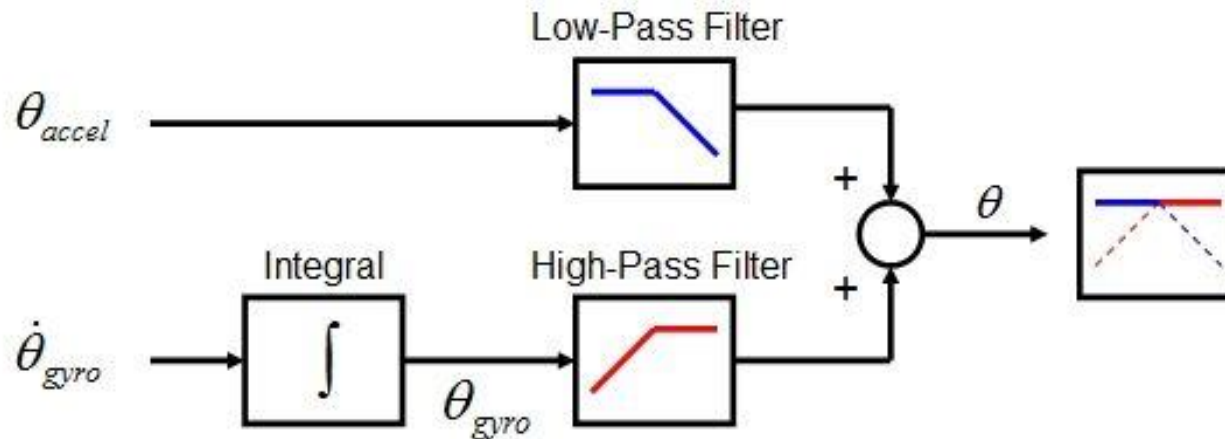 Low-Pass Filter
θaccel
+
θ
Integral
High-Pass Filter
+
θ̇gyro
∫
θgyro